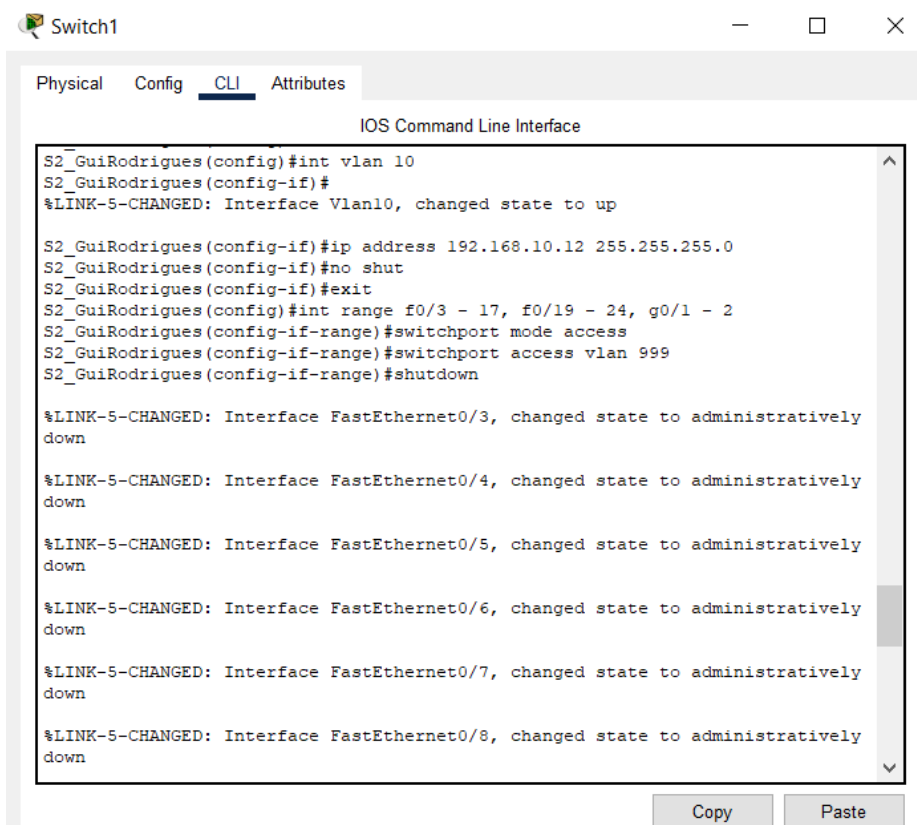 Switch1
Physical Config CLI Attributes
IOS Command Line Interface
S2_GuiRodrigues(config)#int vlan 10
S2_GuiRodrigues(config-if)#
%LINK-5-CHANGED: Interface Vlan10, changed state to up
S2_GuiRodrigues(config-if)#ip address 192.168.10.12 255.255.255.0
S2_GuiRodrigues(config-if)#no shut
S2_GuiRodrigues(config-if)#exit
S2_GuiRodrigues(config)#int range f0/3 - 17, f0/19 - 24, g0/1 - 2
S2_GuiRodrigues(config-if-range)#switchport mode access
S2_GuiRodrigues(config-if-range)#switchport access vlan 999
S2_GuiRodrigues(config-if-range)#shutdown
%LINK-5-CHANGED: Interface FastEthernet0/3, changed state to administratively
down
%LINK-5-CHANGED: Interface FastEthernet0/4, changed state to administratively
down
%LINK-5-CHANGED: Interface FastEthernet0/5, changed state to administratively
down
%LINK-5-CHANGED: Interface FastEthernet0/6, changed state to administratively
down
%LINK-5-CHANGED: Interface FastEthernet0/7, changed state to administratively
down
%LINK-5-CHANGED: Interface FastEthernet0/8, changed state to administratively
down
Copy Paste